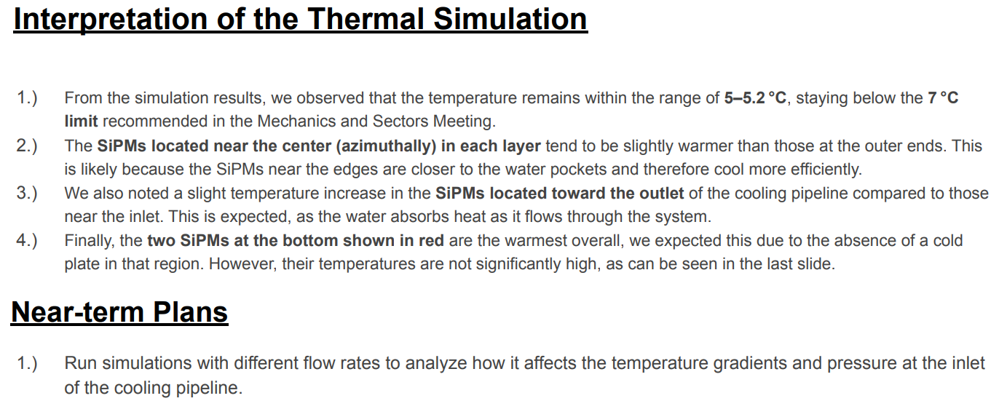 Interpretation of the Thermal Simulation
1.) From the simulation results, we observed that the temperature remains within the range of 5–5.2 °C, staying below the 7 °C
limit recommended in the Mechanics and Sectors Meeting.
2.) The SiPMs located near the center (azimuthally) in each layer tend to be slightly warmer than those at the outer ends. This
is likely because the SiPMs near the edges are closer to the water pockets and therefore cool more efficiently.
3.) We also noted a slight temperature increase in the SiPMs located toward the outlet of the cooling pipeline compared to those
near the inlet. This is expected, as the water absorbs heat as it flows through the system.
4.) Finally, the two SiPMs at the bottom shown in red are the warmest overall, we expected this due to the absence of a cold
plate in that region. However, their temperatures are not significantly high, as can be seen in the last slide.
Near-term Plans
1.) Run simulations with different flow rates to analyze how it affects the temperature gradients and pressure at the inlet
of the cooling pipeline.